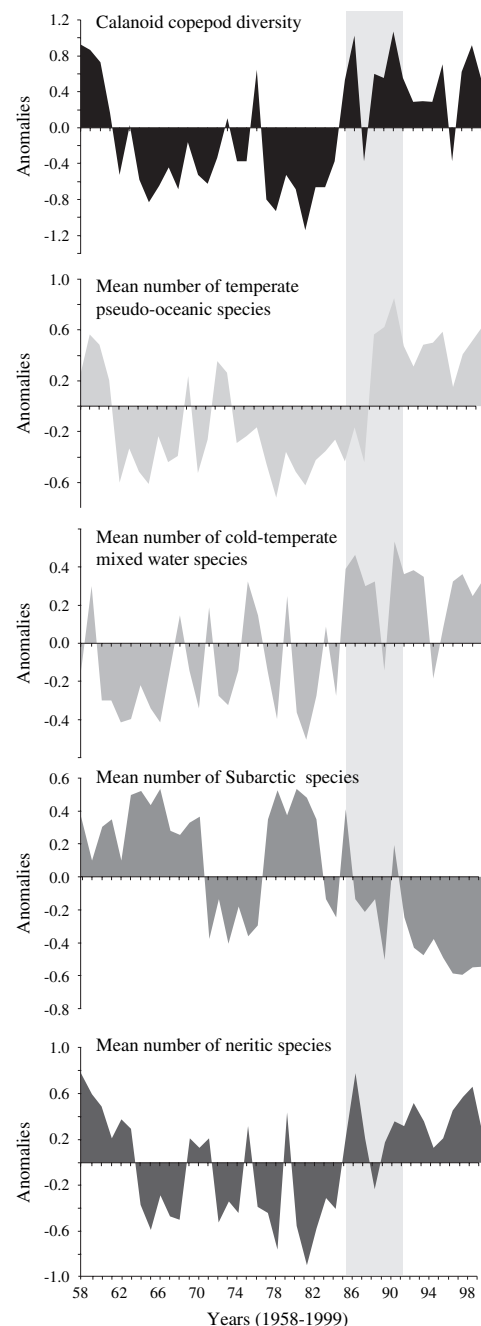 Calanoid copepod diversity
1.2
0.8
0.4
0.0
-0.4
-0.8
-1.2
Anomalies
Mean number of temperate
pseudo-oceanic species
1.0
0.6
0.2
-0.2
-0.6
Anomalies
Mean number of cold-temperate
mixed water species
0.4
0.2
0.0
-0.2
-0.4
Anomalies
Mean number of Subarctic species
0.6
0.4
0.2
0.0
-0.2
-0.4
-0.6
-0.8
Anomalies
Mean number of neritic species
1.0
0.6
0.2
-0.2
-0.6
-1.0
Anomalies
58 62 66 70 74 78 82 86 90 94 98
Years (1958-1999)